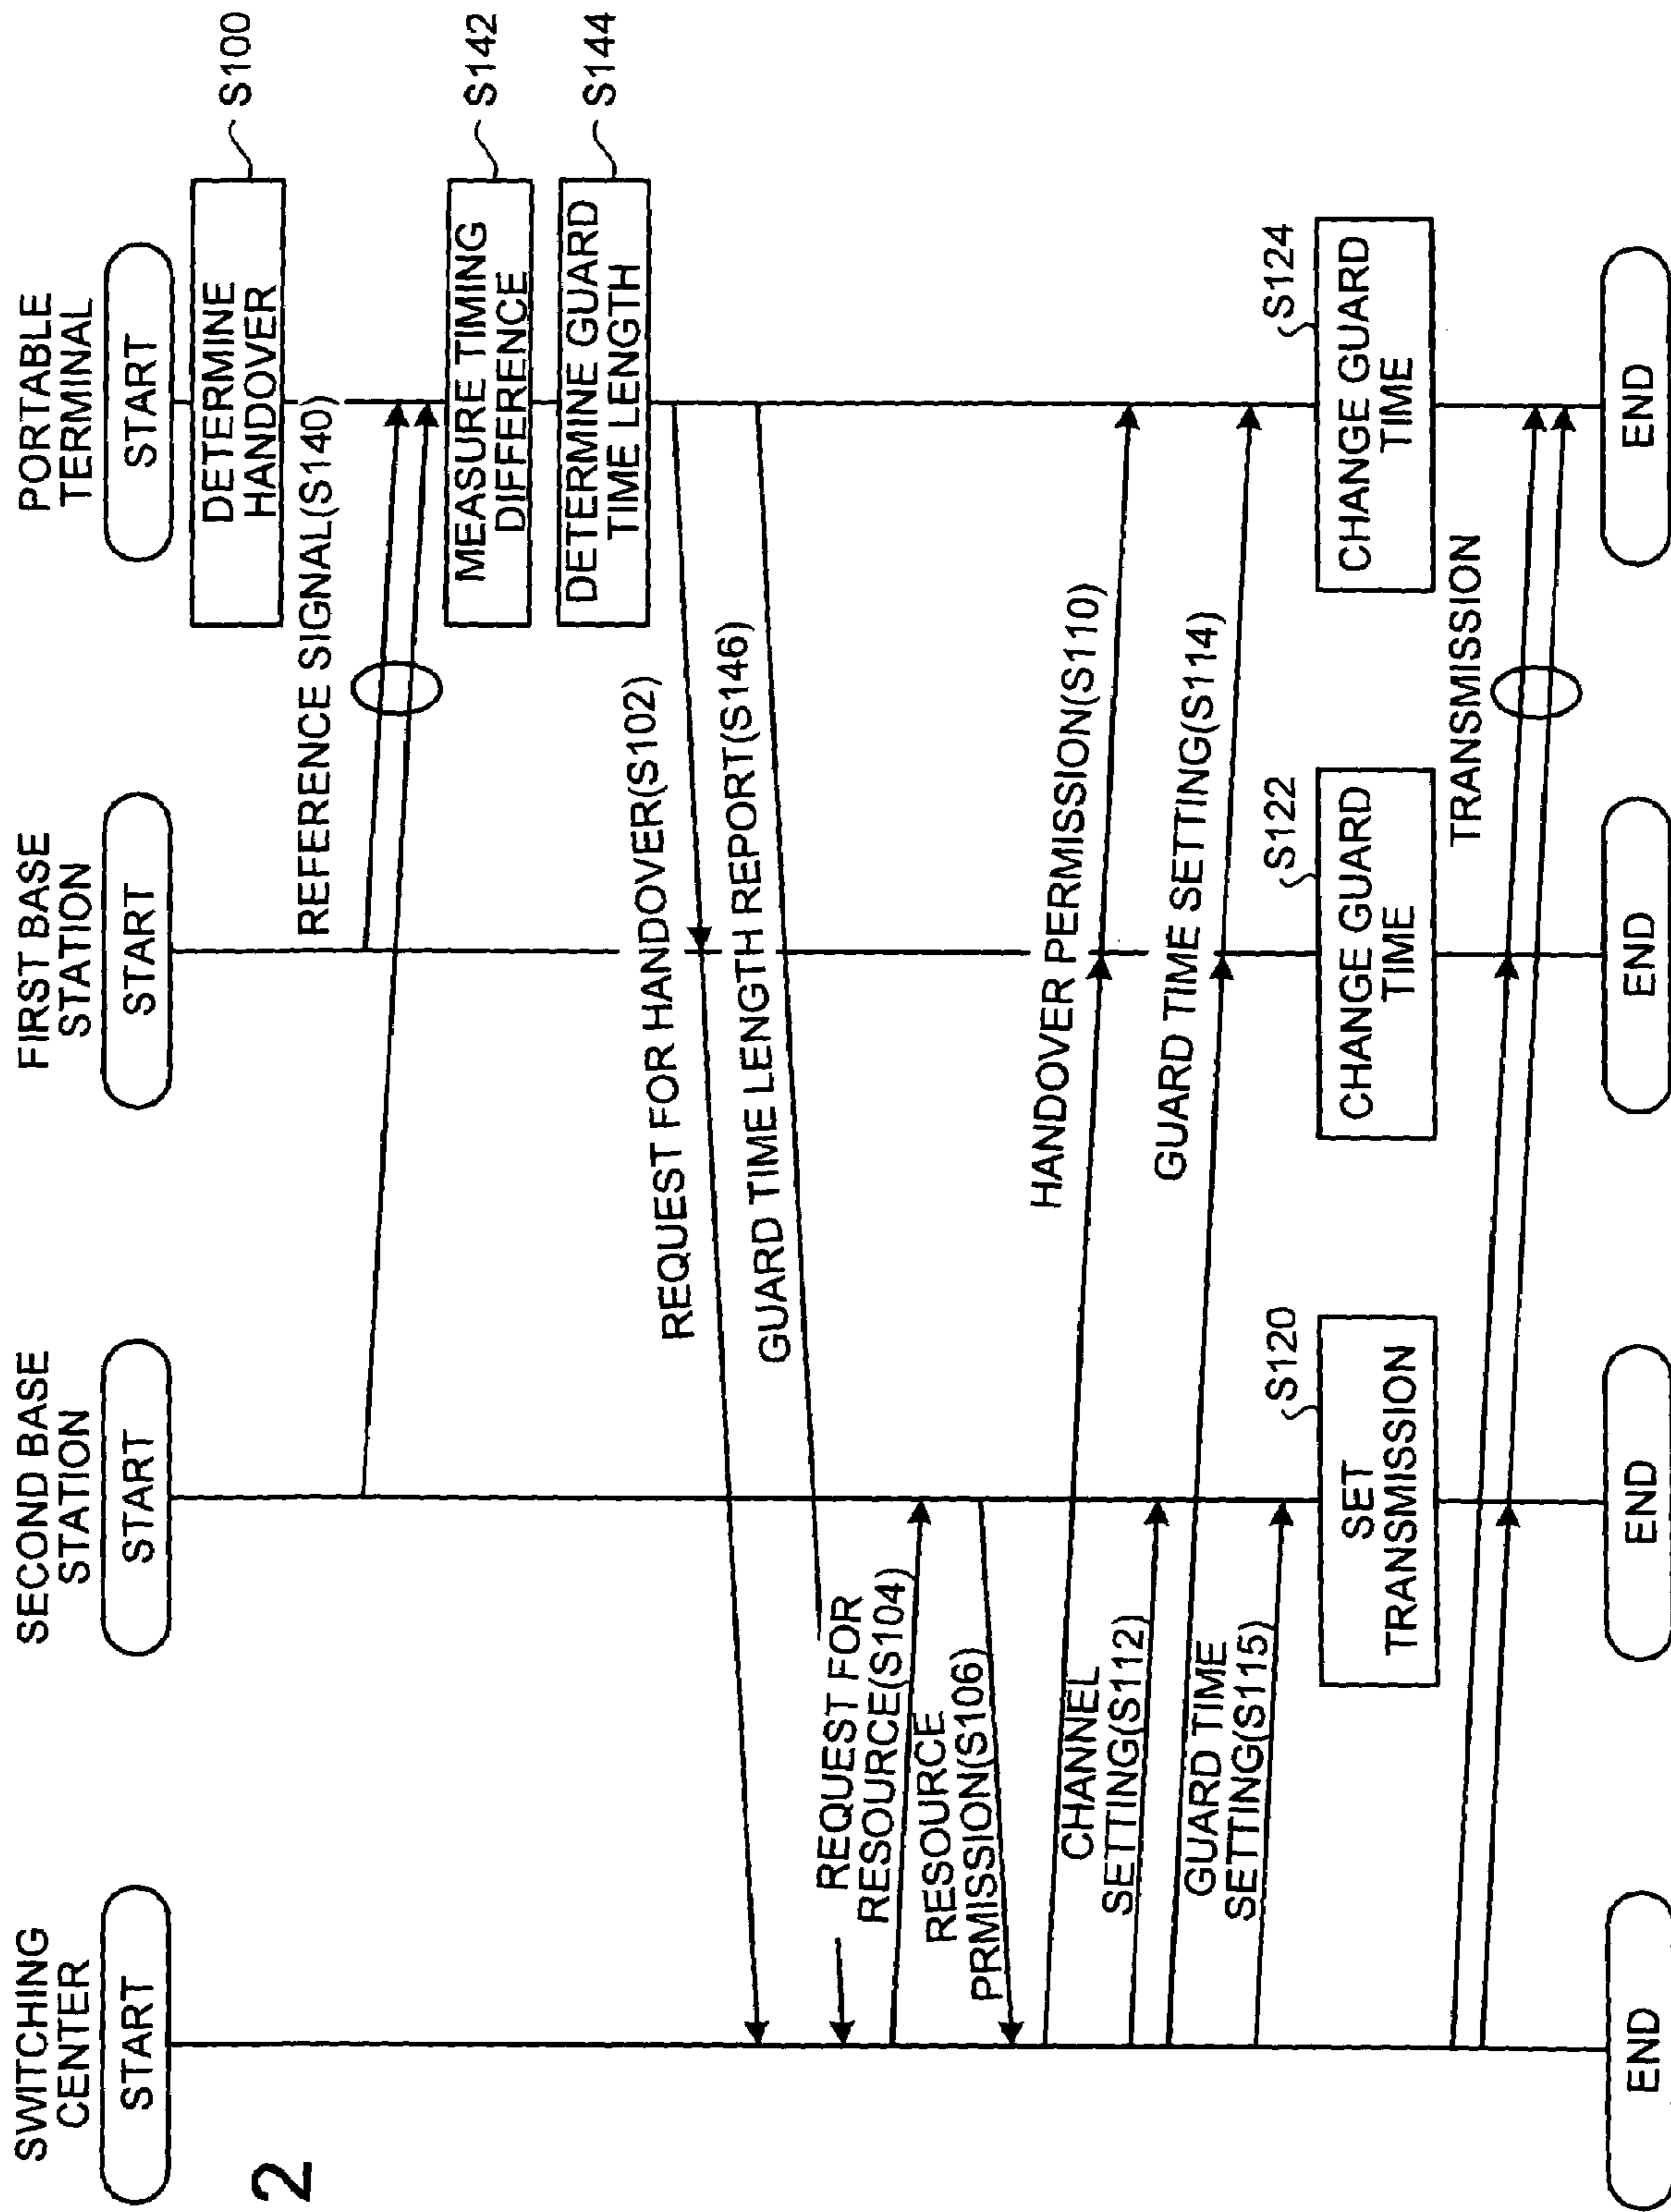 SWITCHING
CENTER
SECOND BASE
STATION
FIRST BASE
STATION
PORTABLE
TERMINAL
START
START
START
START
2
DETERMINE
HANDOVER
S100
REFERENCE SIGNAL(S140)
MEASURE TIMING
DIFFERENCE
S142
DETERMINE GUARD
TIME LENGTH
S144
REQUEST FOR HANDOVER(S102)
GUARD TIME LENGTH REPORT(S146)
REQUEST FOR
RESOURCE(S104)
RESOURCE
PRMISSION(S106)
HANDOVER PERMISSION(S110)
CHANNEL
SETTING(S112)
GUARD TIME SETTING(S114)
GUARD TIME
SETTING(S115)
S120
SET
TRANSMISSION
S122
CHANGE GUARD
TIME
S124
CHANGE GUARD
TIME
TRANSMISSION
END
END
END
END